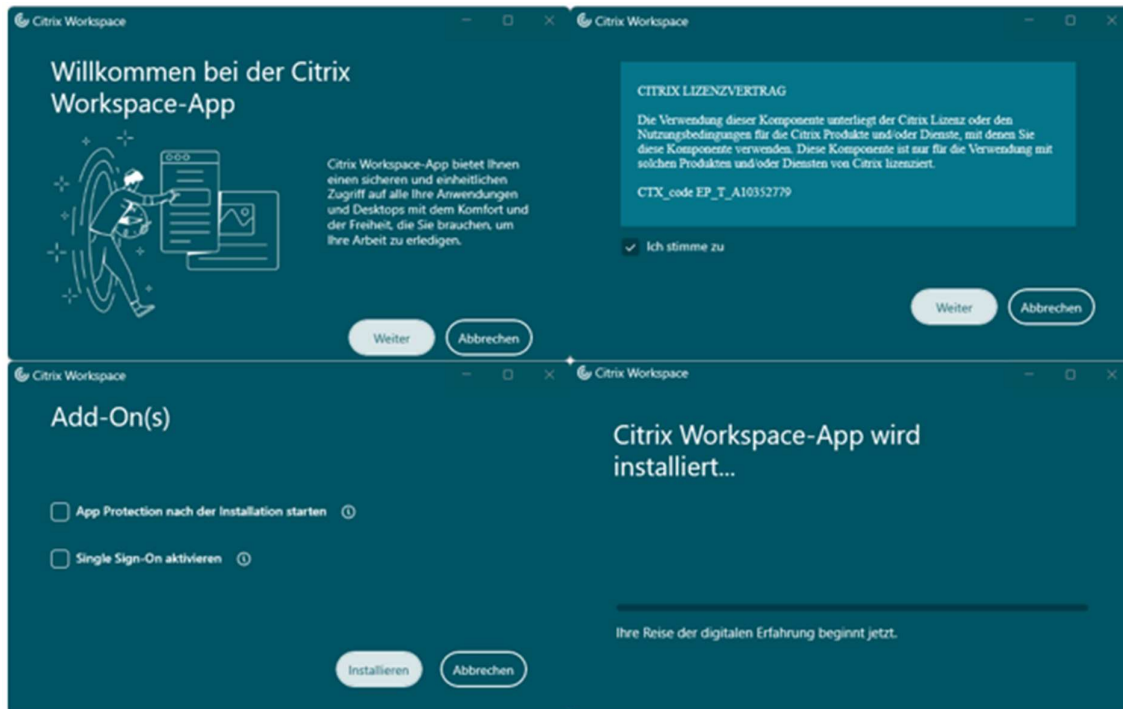 Citrix Workspace
Willkommen bei der Citrix
Workspace-App
Citrix Workspace-App bietet Ihnen
einen sicheren und einheitlichen
Zugriff auf alle Ihre Anwendungen
und Desktops mit dem Komfort und
der Freiheit, die Sie brauchen, um
Ihre Arbeit zu erledigen.
Weiter
Abbrechen
Citrix Workspace
CITRIX LIZENZVERTRAG
Die Verwendung dieser Komponente unterliegt der Citrix Lizenz oder den
Nutzungsbedingungen für die Citrix Produkte und/oder Dienste, mit denen Sie
diese Komponente verwenden. Diese Komponente ist nur für die Verwendung mit
solchen Produkten und/oder Diensten von Citrix lizenziert.
CTX_code EP_T_A10352779
Ich stimme zu
Weiter
Abbrechen
Citrix Workspace
Add-On(s)
App Protection nach der Installation starten
Single Sign-On aktivieren
Installieren
Abbrechen
Citrix Workspace
Citrix Workspace-App wird
installiert...
Ihre Reise der digitalen Erfahrung beginnt jetzt.